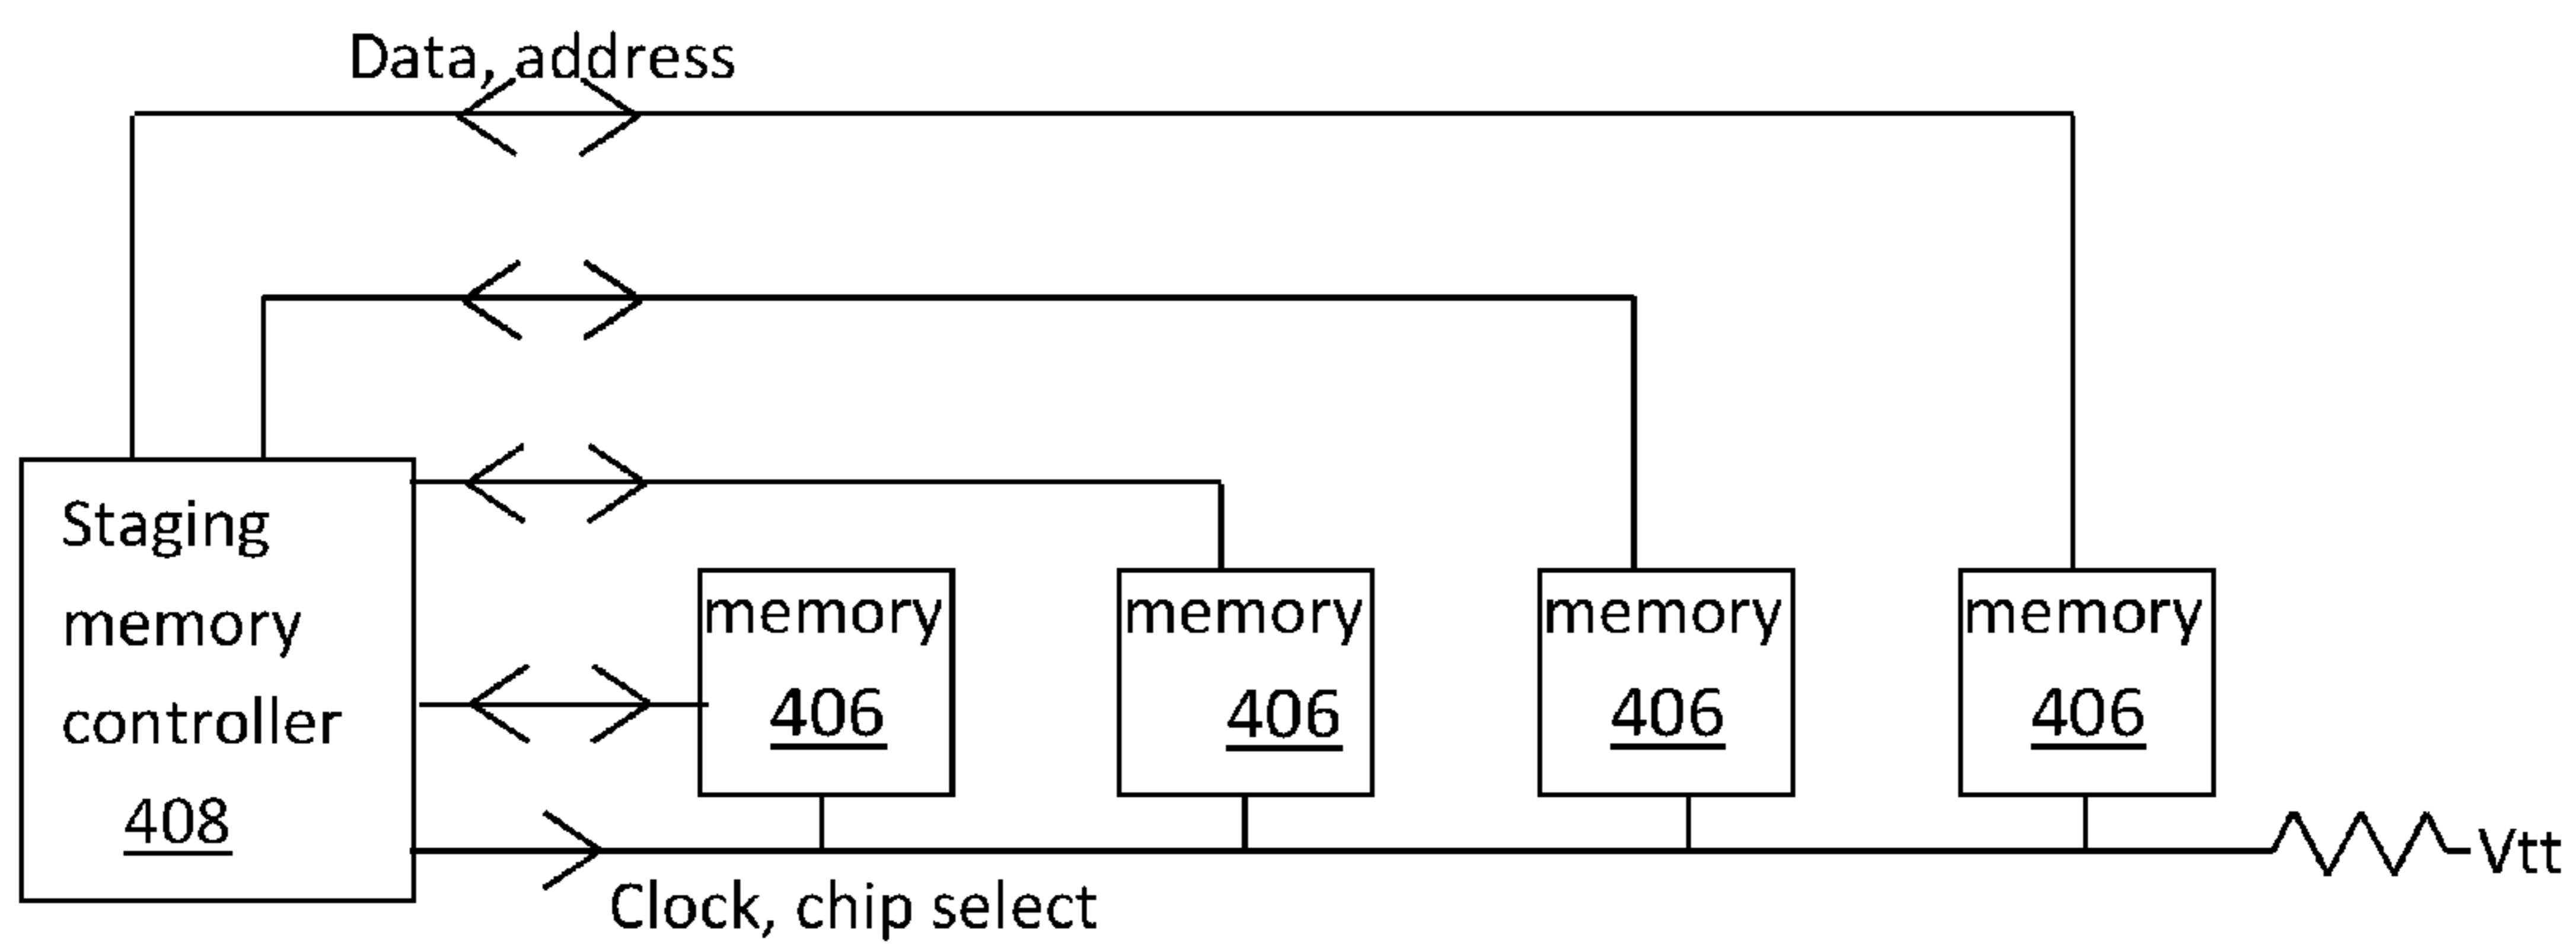 Data, address
Staging
memory
controller
408
memory
406
memory
406
memory
406
memory
406
Vtt
Clock, chip select